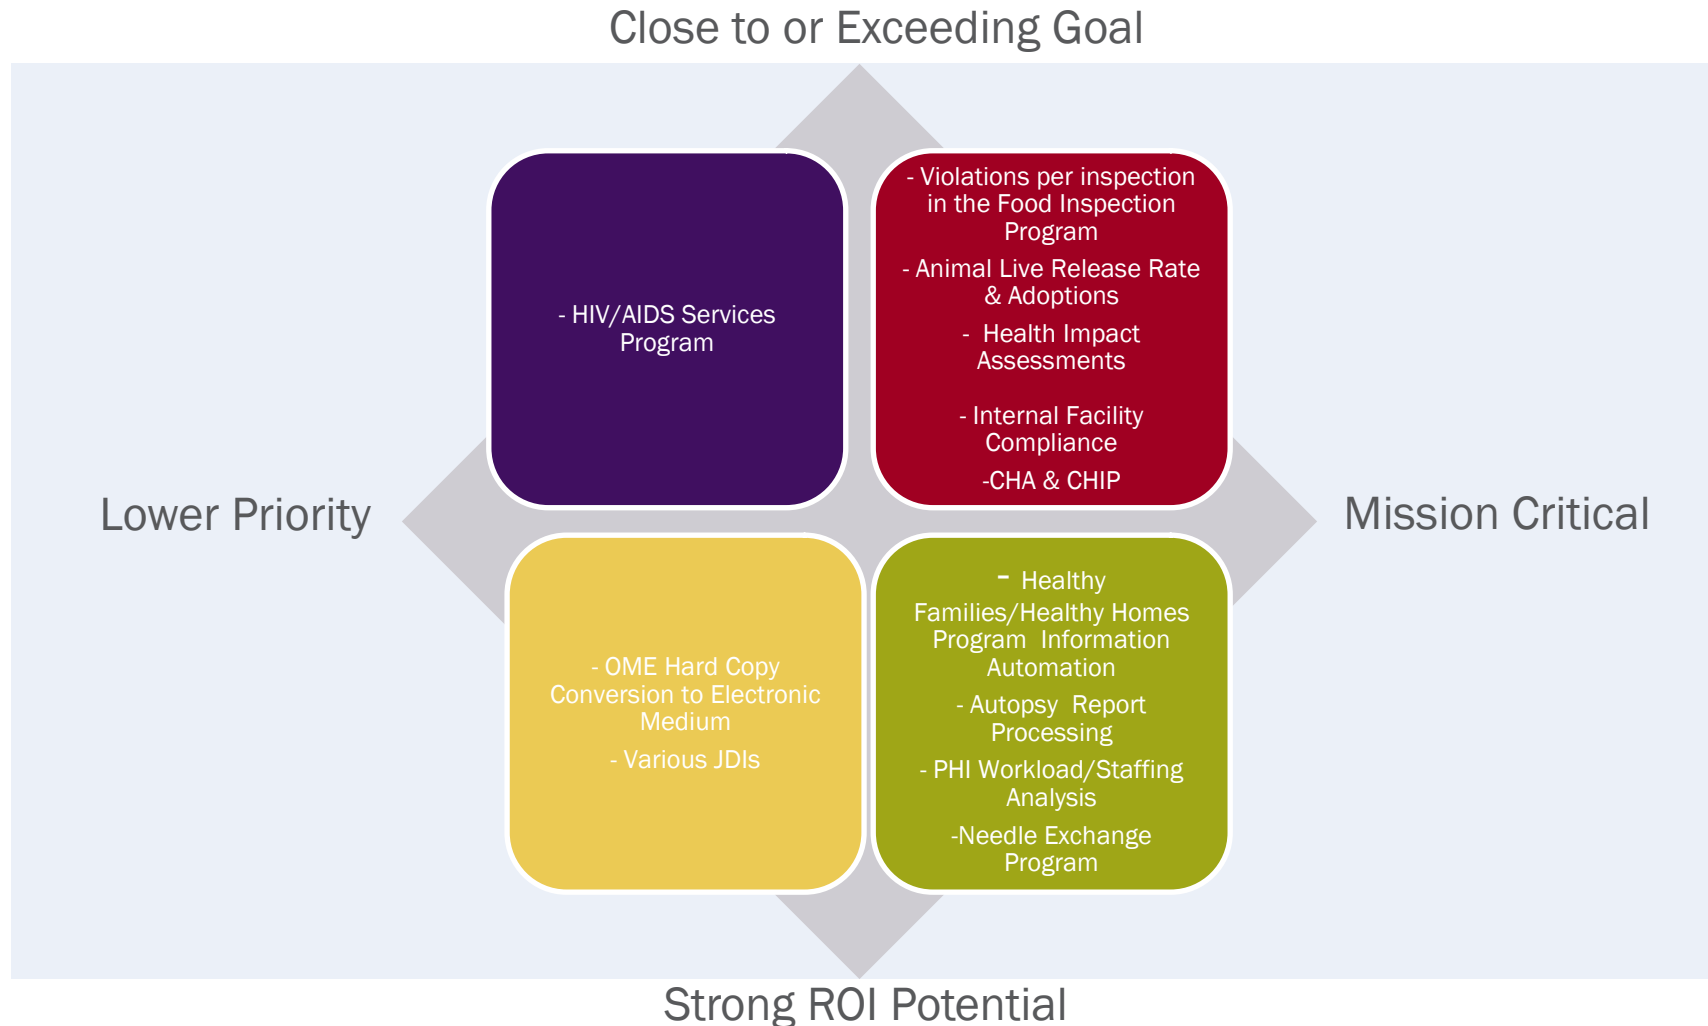 Close to or Exceeding Goal
- HIV/AIDS Services
Program
- Violations per inspection
in the Food Inspection
Program
- Animal Live Release Rate
& Adoptions
- Health Impact
Assessments
- Internal Facility
Compliance
-CHA & CHIP
Lower Priority
Mission Critical
- OME Hard Copy
Conversion to Electronic
Medium
- Various JDIs
- Healthy
Families/Healthy Homes
Program Information
Automation
- Autopsy Report
Processing
- PHI Workload/Staffing
Analysis
-Needle Exchange
Program
Strong ROI Potential